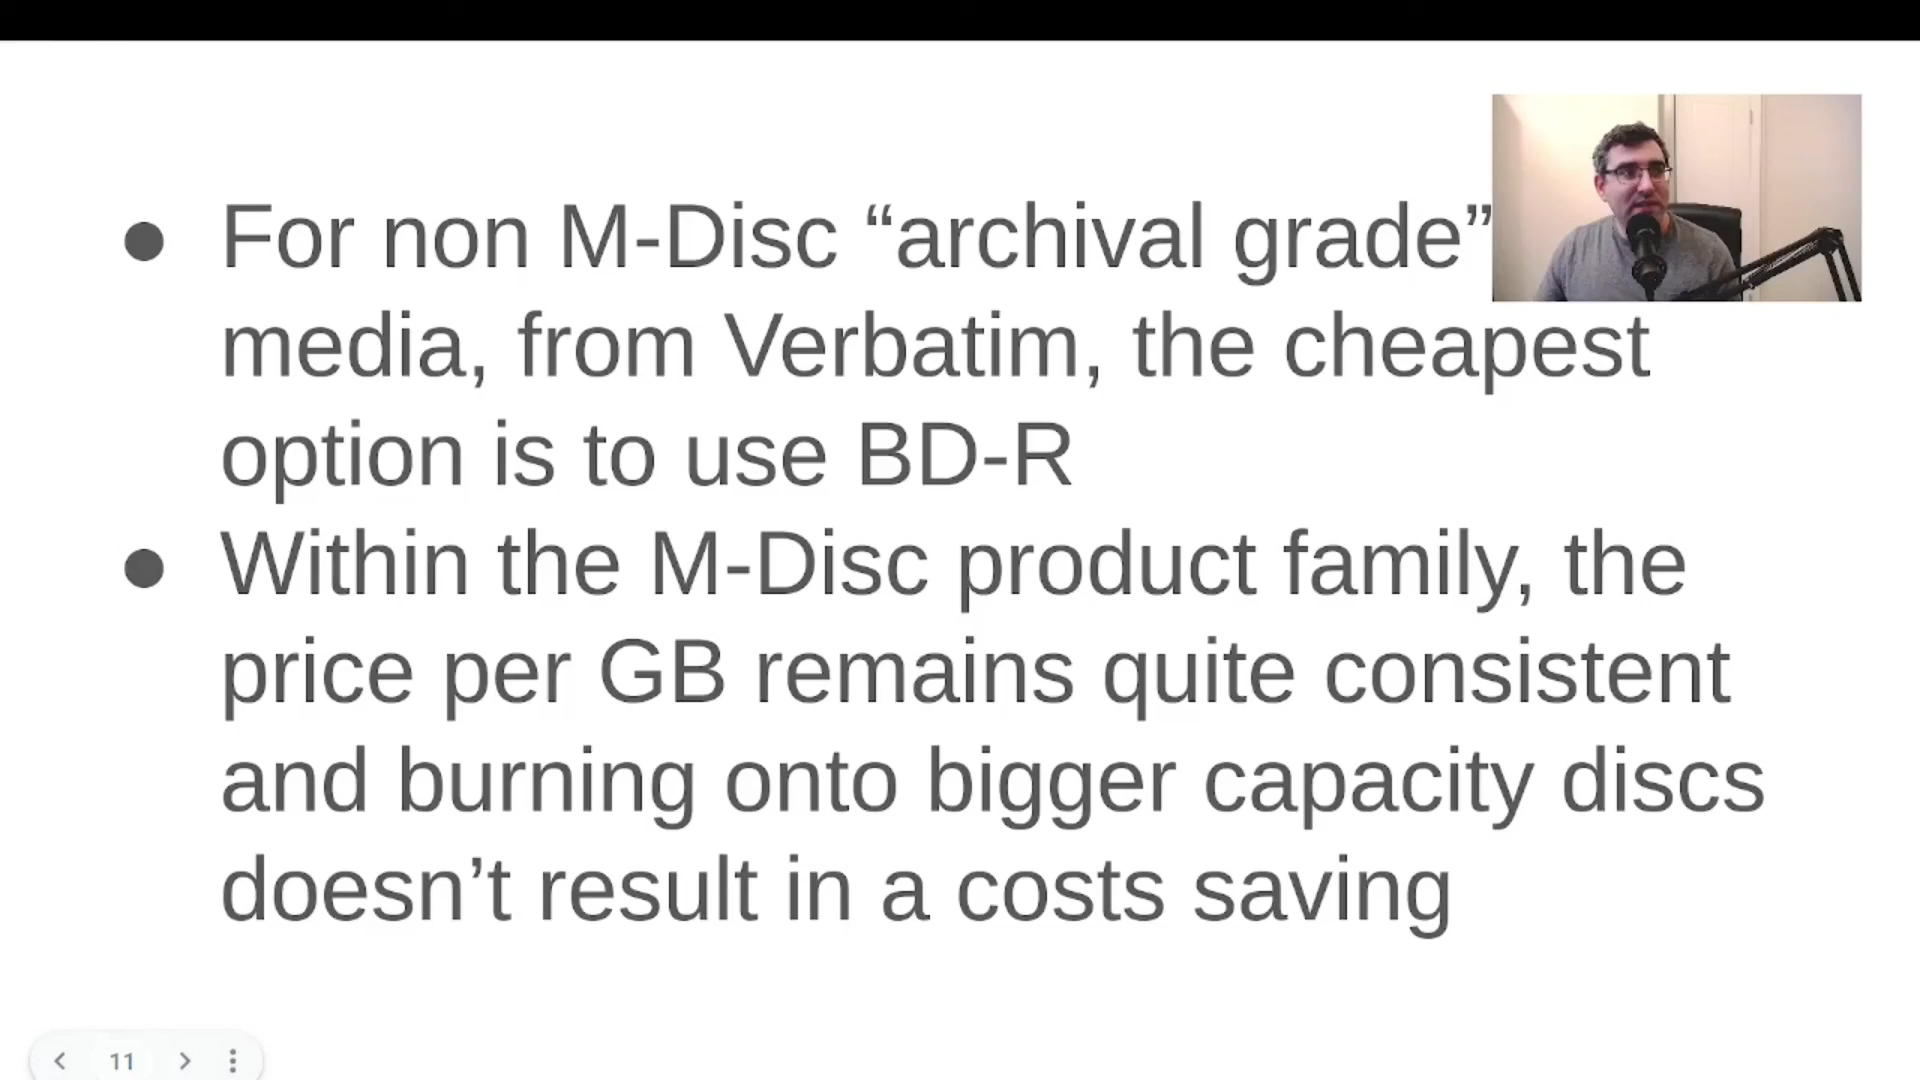 ● For non M-Disc “archival grade”
media, from Verbatim, the cheapest
option is to use BD-R
● Within the M-Disc product family, the
price per GB remains quite consistent
and burning onto bigger capacity discs
doesn’t result in a costs saving
11